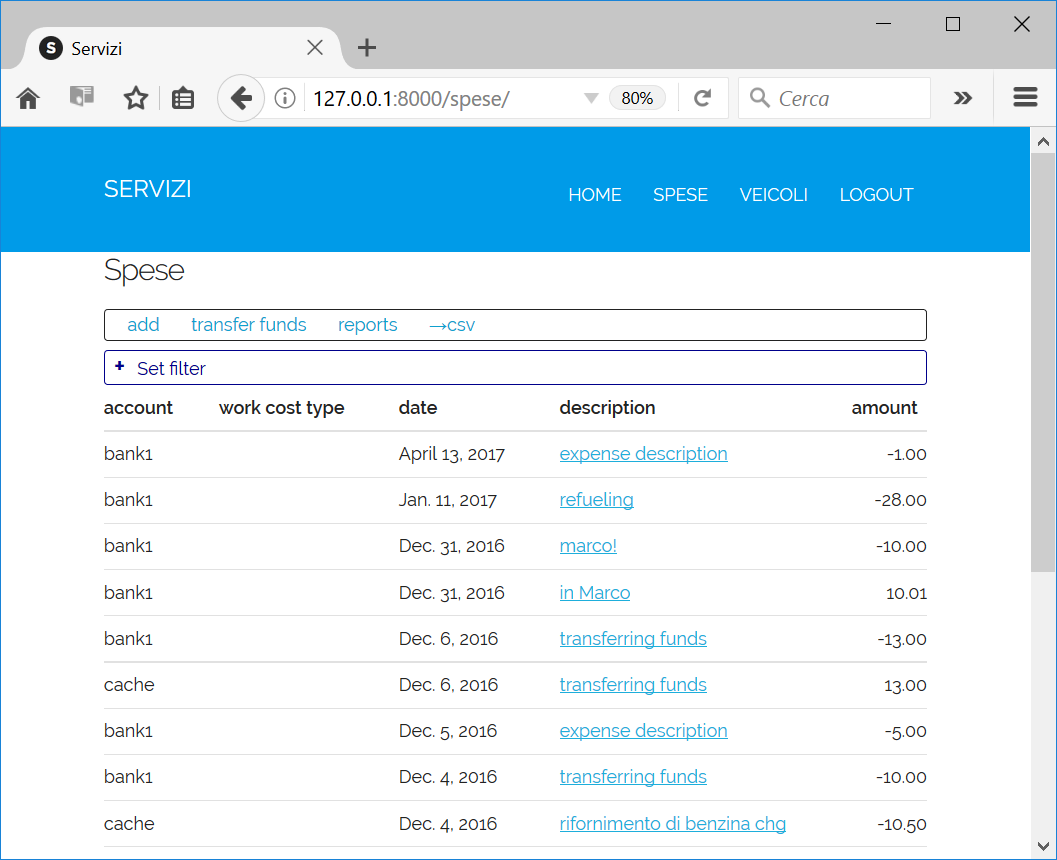 S Servizi
127.0.0.1:8000/spese/ 80% Cerca
SERVIZI HOME SPESE VEICOLI LOGOUT
Spese
add transfer funds reports →csv
+ Set filter
account work cost type date description amount
bank1 April 13, 2017 expense description -1.00
bank1 Jan. 11, 2017 refueling -28.00
bank1 Dec. 31, 2016 marco! -10.00
bank1 Dec. 31, 2016 in Marco 10.01
bank1 Dec. 6, 2016 transferring funds -13.00
cache Dec. 6, 2016 transferring funds 13.00
bank1 Dec. 5, 2016 expense description -5.00
bank1 Dec. 4, 2016 transferring funds -10.00
cache Dec. 4, 2016 rifornimento di benzina chg -10.50